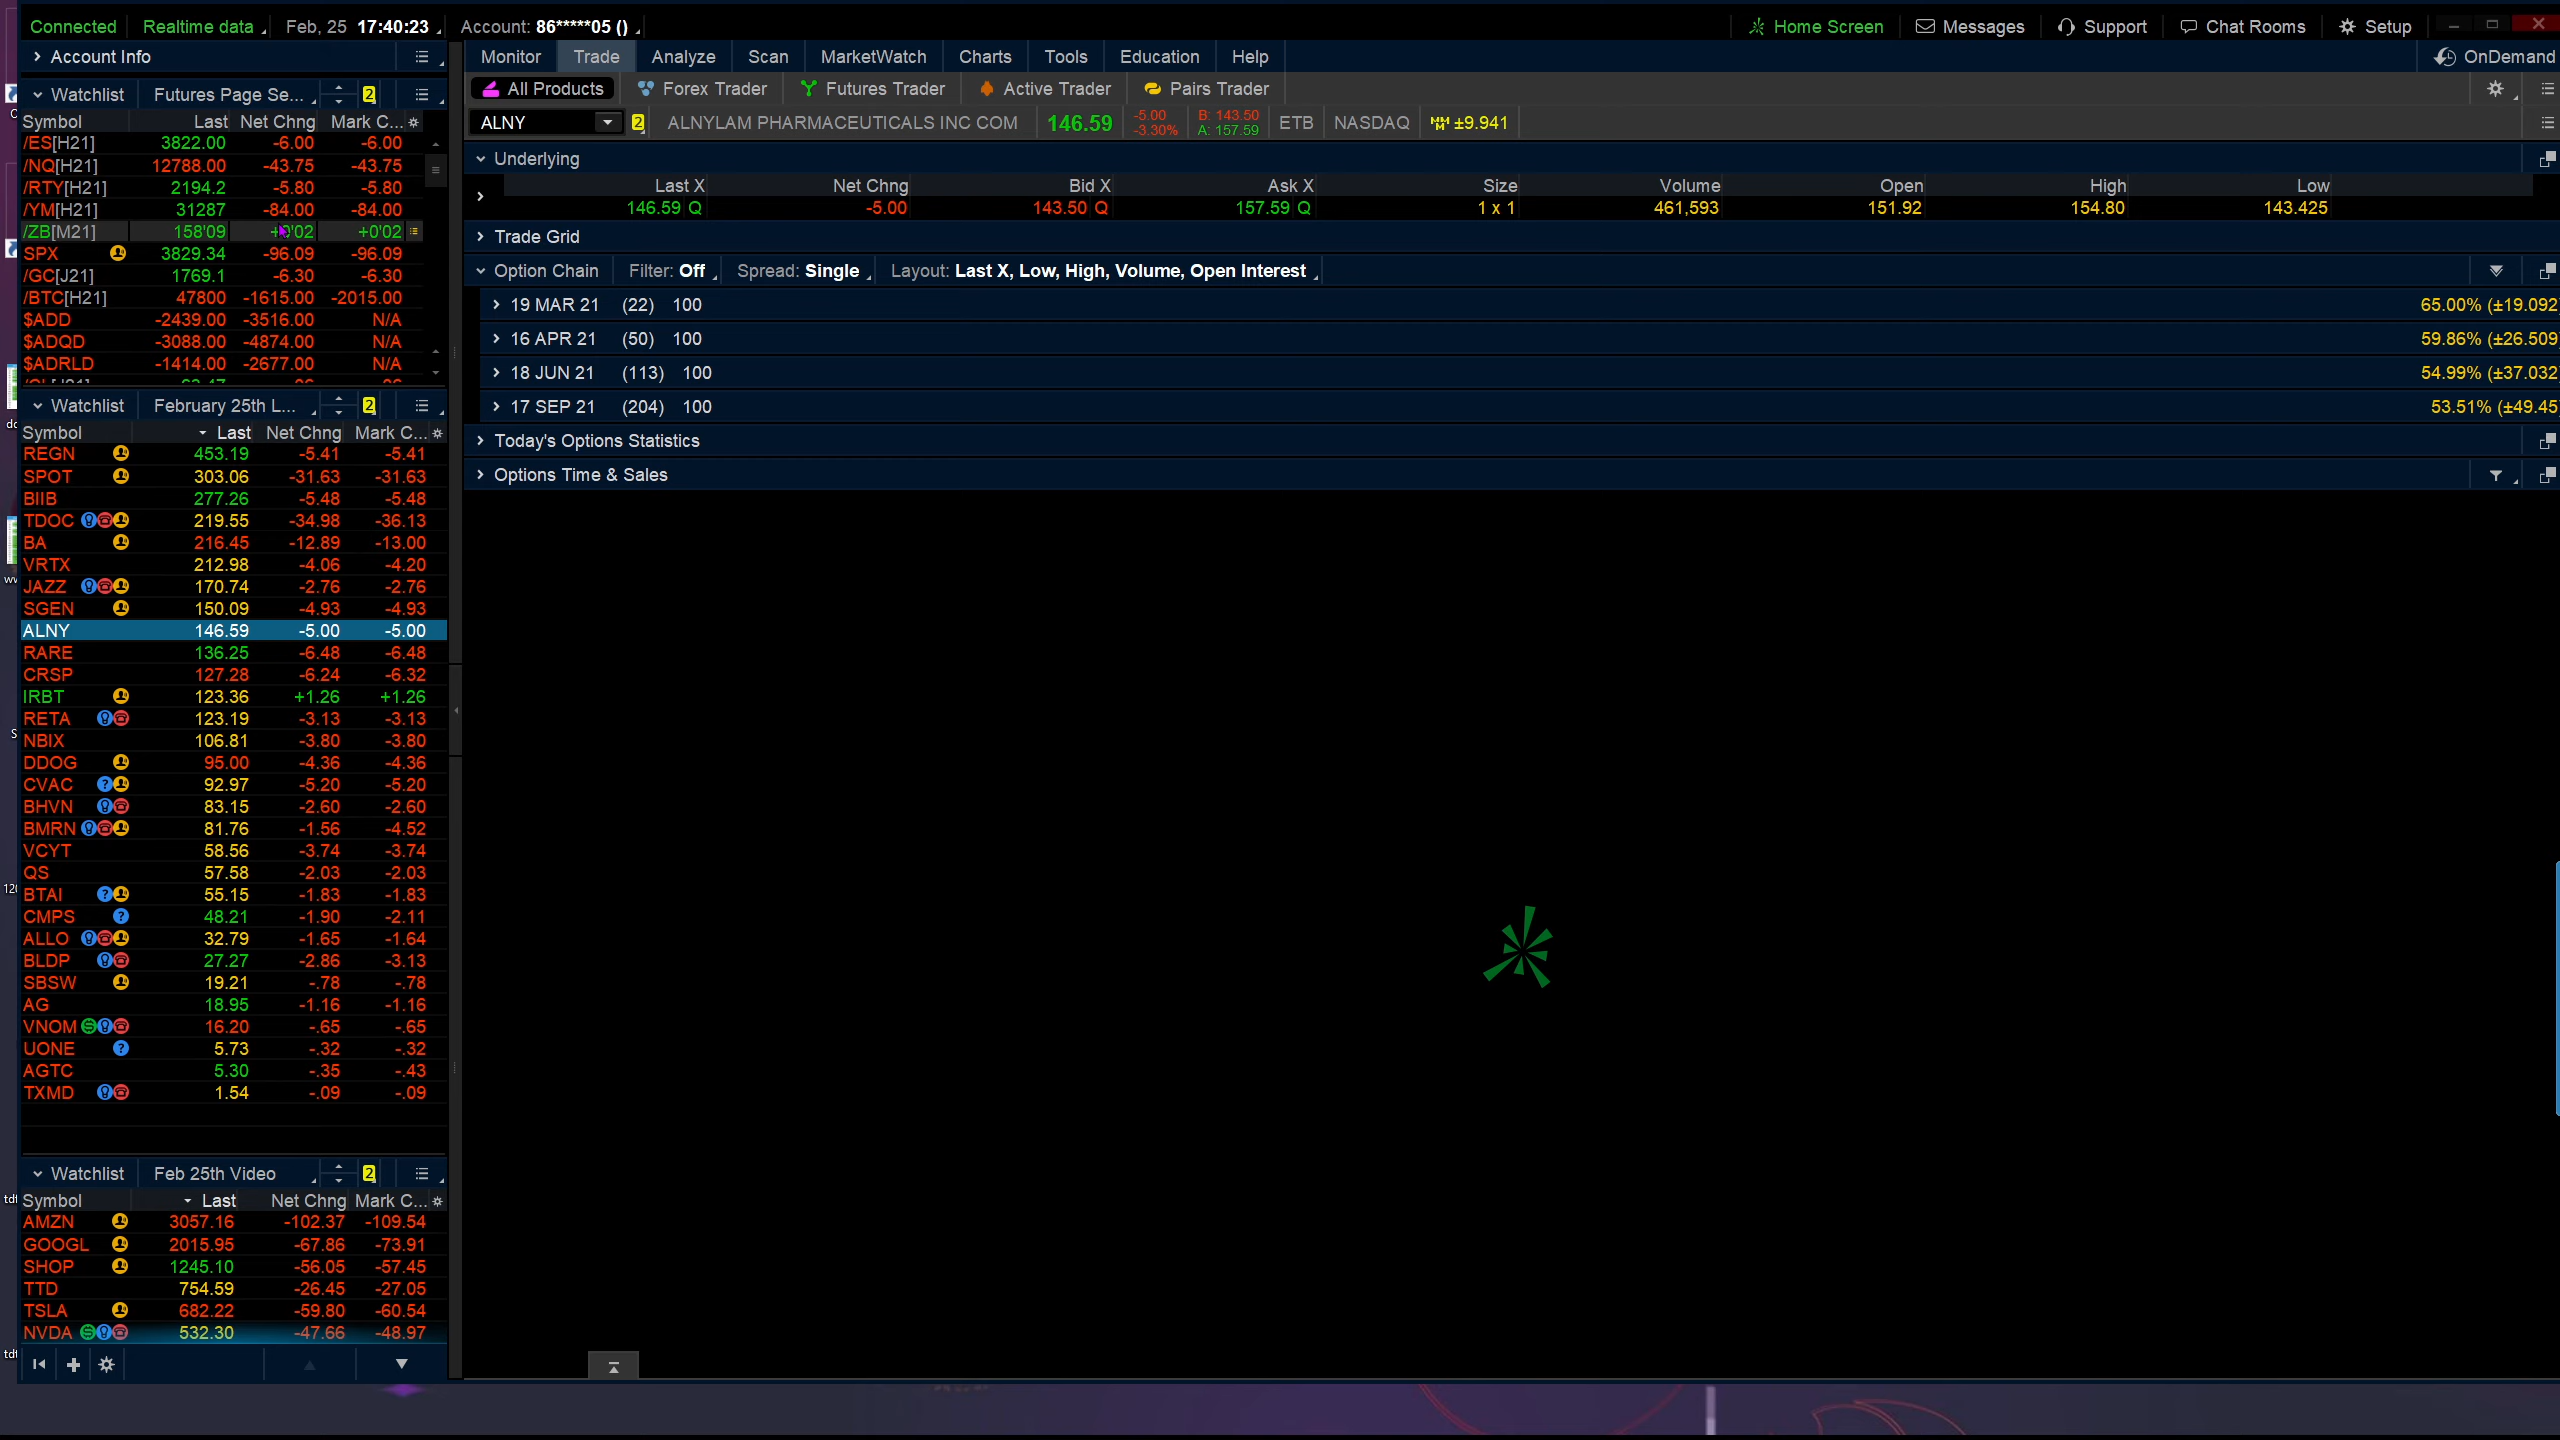 Connected Realtime data Feb, 25 17:40:23 Account: 86*****05 () Home Screen Messages Support Chat Rooms Setup
Account Info Monitor Trade Analyze Scan MarketWatch Charts Tools Education Help OnDemand
All Products Forex Trader Futures Trader Active Trader Pairs Trader
Watchlist Futures Page Se... 2
Symbol Last Net Chng Mark C...
/ES[H21] 3822.00 -6.00 -6.00
/NQ[H21] 12788.00 -43.75 -43.75
/RTY[H21] 2194.2 -5.80 -5.80
/YM[H21] 31287 -84.00 -84.00
/ZB[M21] 158'09 +0'02 +0'02
SPX 3829.34 -96.09 -96.09
/GC[J21] 1769.1 -6.30 -6.30
/BTC[H21] 47800 -1615.00 -2015.00
$ADD -2439.00 -3516.00 N/A
$ADQD -3088.00 -4874.00 N/A
$ADRLD -1414.00 -2677.00 N/A
Watchlist February 25th L... 2
Symbol Last Net Chng Mark C...
REGN 453.19 -5.41 -5.41
SPOT 303.06 -31.63 -31.63
BIIB 277.26 -5.48 -5.48
TDOC 219.55 -34.98 -36.13
BA 216.45 -12.89 -13.00
VRTX 212.98 -4.06 -4.20
JAZZ 170.74 -2.76 -2.76
SGEN 150.09 -4.93 -4.93
ALNY 146.59 -5.00 -5.00
RARE 136.25 -6.48 -6.48
CRSP 127.28 -6.24 -6.32
IRBT 123.36 +1.26 +1.26
RETA 123.19 -3.13 -3.13
NBIX 106.81 -3.80 -3.80
DDOG 95.00 -4.36 -4.36
CVAC 92.97 -5.20 -5.20
BHVN 83.15 -2.60 -2.60
BMRN 81.76 -1.56 -4.52
VCYT 58.56 -3.74 -3.74
QS 57.58 -2.03 -2.03
BTAI 55.15 -1.83 -1.83
CMPS 48.21 -1.90 -2.11
ALLO 32.79 -1.65 -1.64
BLDP 27.27 -2.86 -3.13
SBSW 19.21 -.78 -.78
AG 18.95 -1.16 -1.16
VNOM 16.20 -.65 -.65
UONE 5.73 -.32 -.32
AGTC 5.30 -.35 -.43
TXMD 1.54 -.09 -.09
Watchlist Feb 25th Video 2
Symbol Last Net Chng Mark C...
AMZN 3057.16 -102.37 -109.54
GOOGL 2015.95 -67.86 -73.91
SHOP 1245.10 -56.05 -57.45
TTD 754.59 -26.45 -27.05
TSLA 682.22 -59.80 -60.54
NVDA 532.30 -47.66 -48.97
ALNY 2 ALNYLAM PHARMACEUTICALS INC COM 146.59 -5.00 -3.30% B: 143.50 A: 157.59 ETB NASDAQ ±9.941
Underlying
Last X Net Chng Bid X Ask X Size Volume Open High Low
146.59 Q -5.00 143.50 Q 157.59 Q 1 x 1 461,593 151.92 154.80 143.425
Trade Grid
Option Chain Filter: Off Spread: Single Layout: Last X, Low, High, Volume, Open Interest
19 MAR 21 (22) 100 65.00% (±19.092)
16 APR 21 (50) 100 59.86% (±26.509)
18 JUN 21 (113) 100 54.99% (±37.032)
17 SEP 21 (204) 100 53.51% (±49.45)
Today's Options Statistics
Options Time & Sales